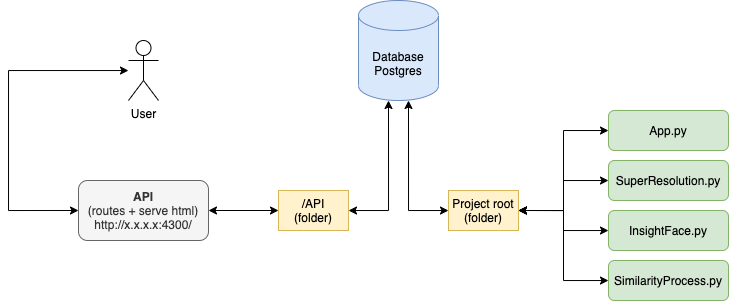 Database
Postgres
User
API
(routes + serve html)
http://x.x.x.x:4300/
/API
(folder)
Project root
(folder)
App.py
SuperResolution.py
InsightFace.py
SimilarityProcess.py